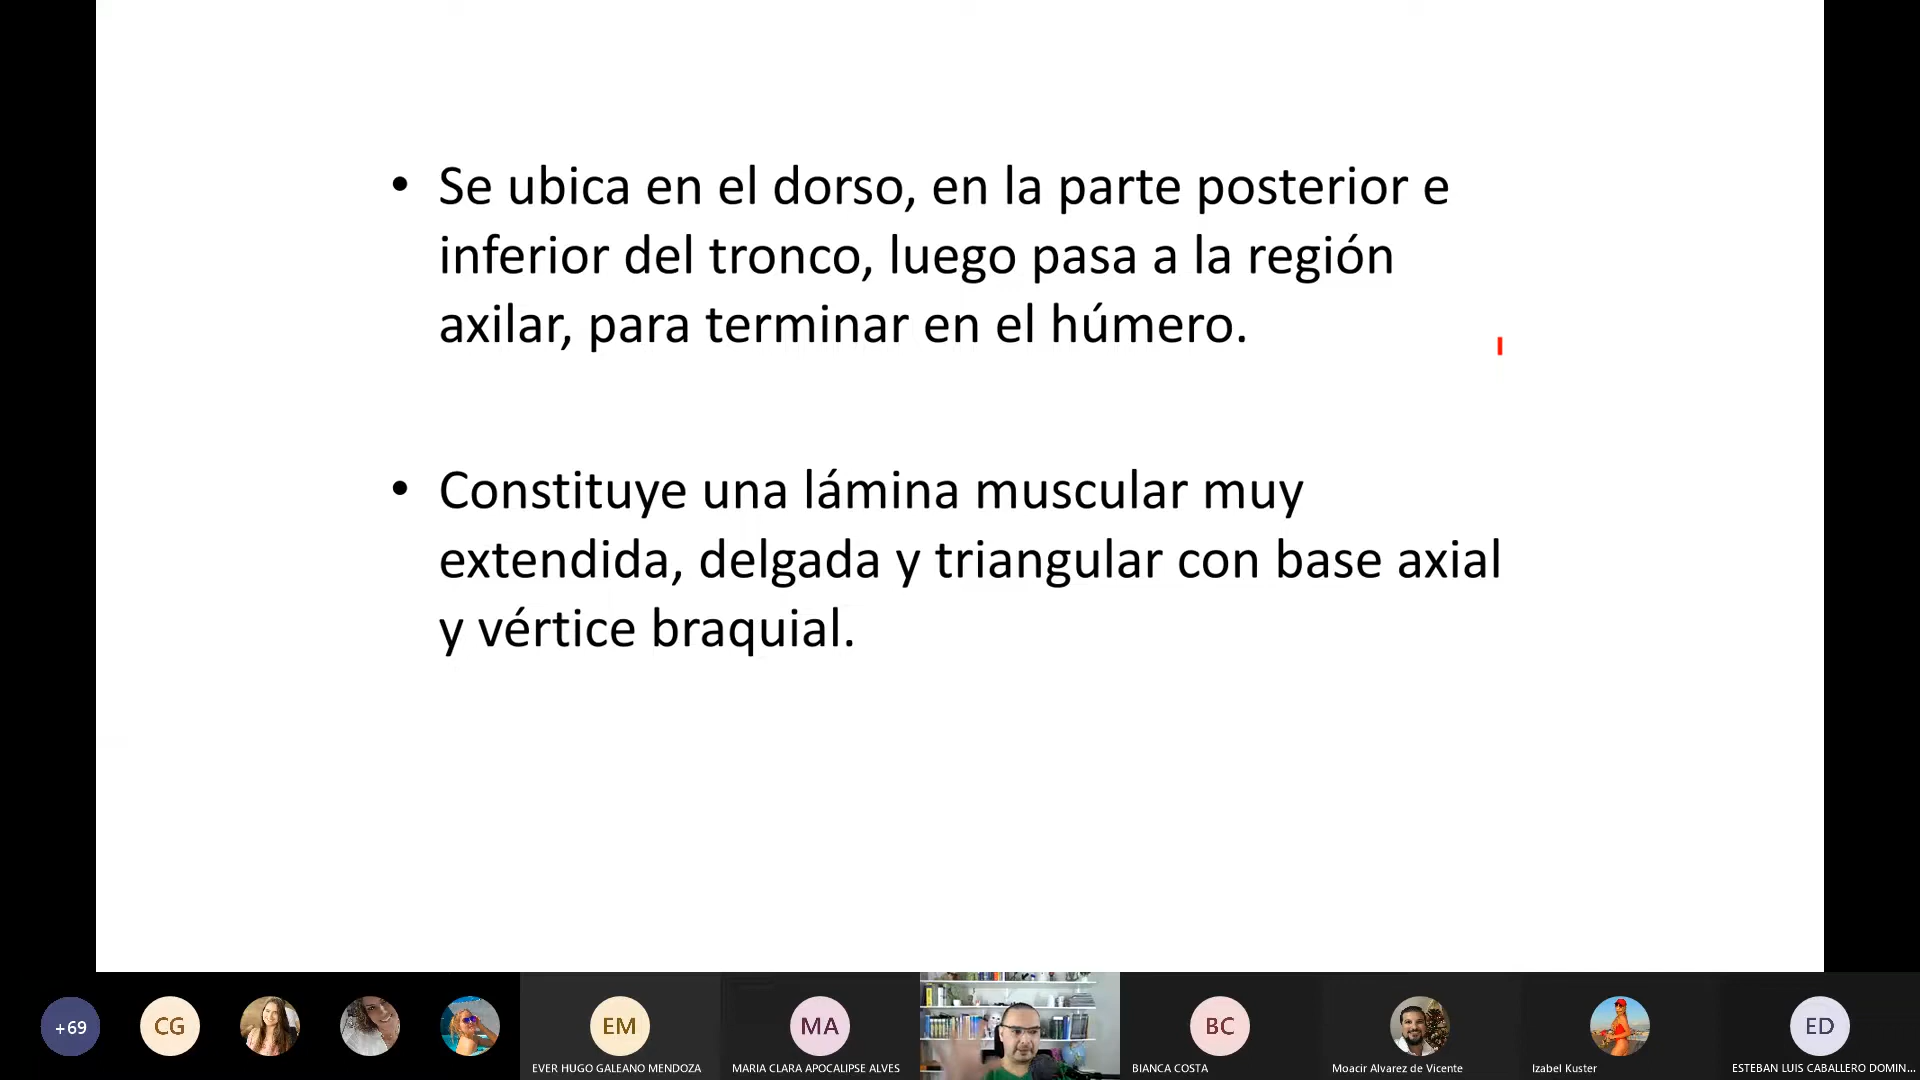 • Se ubica en el dorso, en la parte posterior e
inferior del tronco, luego pasa a la región
axilar, para terminar en el húmero.
• Constituye una lámina muscular muy
extendida, delgada y triangular con base axial
y vértice braquial.
+69
CG
EM
MA
BC
ED
EVER HUGO GALEANO MENDOZA
MARIA CLARA APOCALIPSE ALVES
BIANCA COSTA
Moacir Alvarez de Vicente
Izabel Kuster
ESTEBAN LUIS CABALLERO DOMIN...